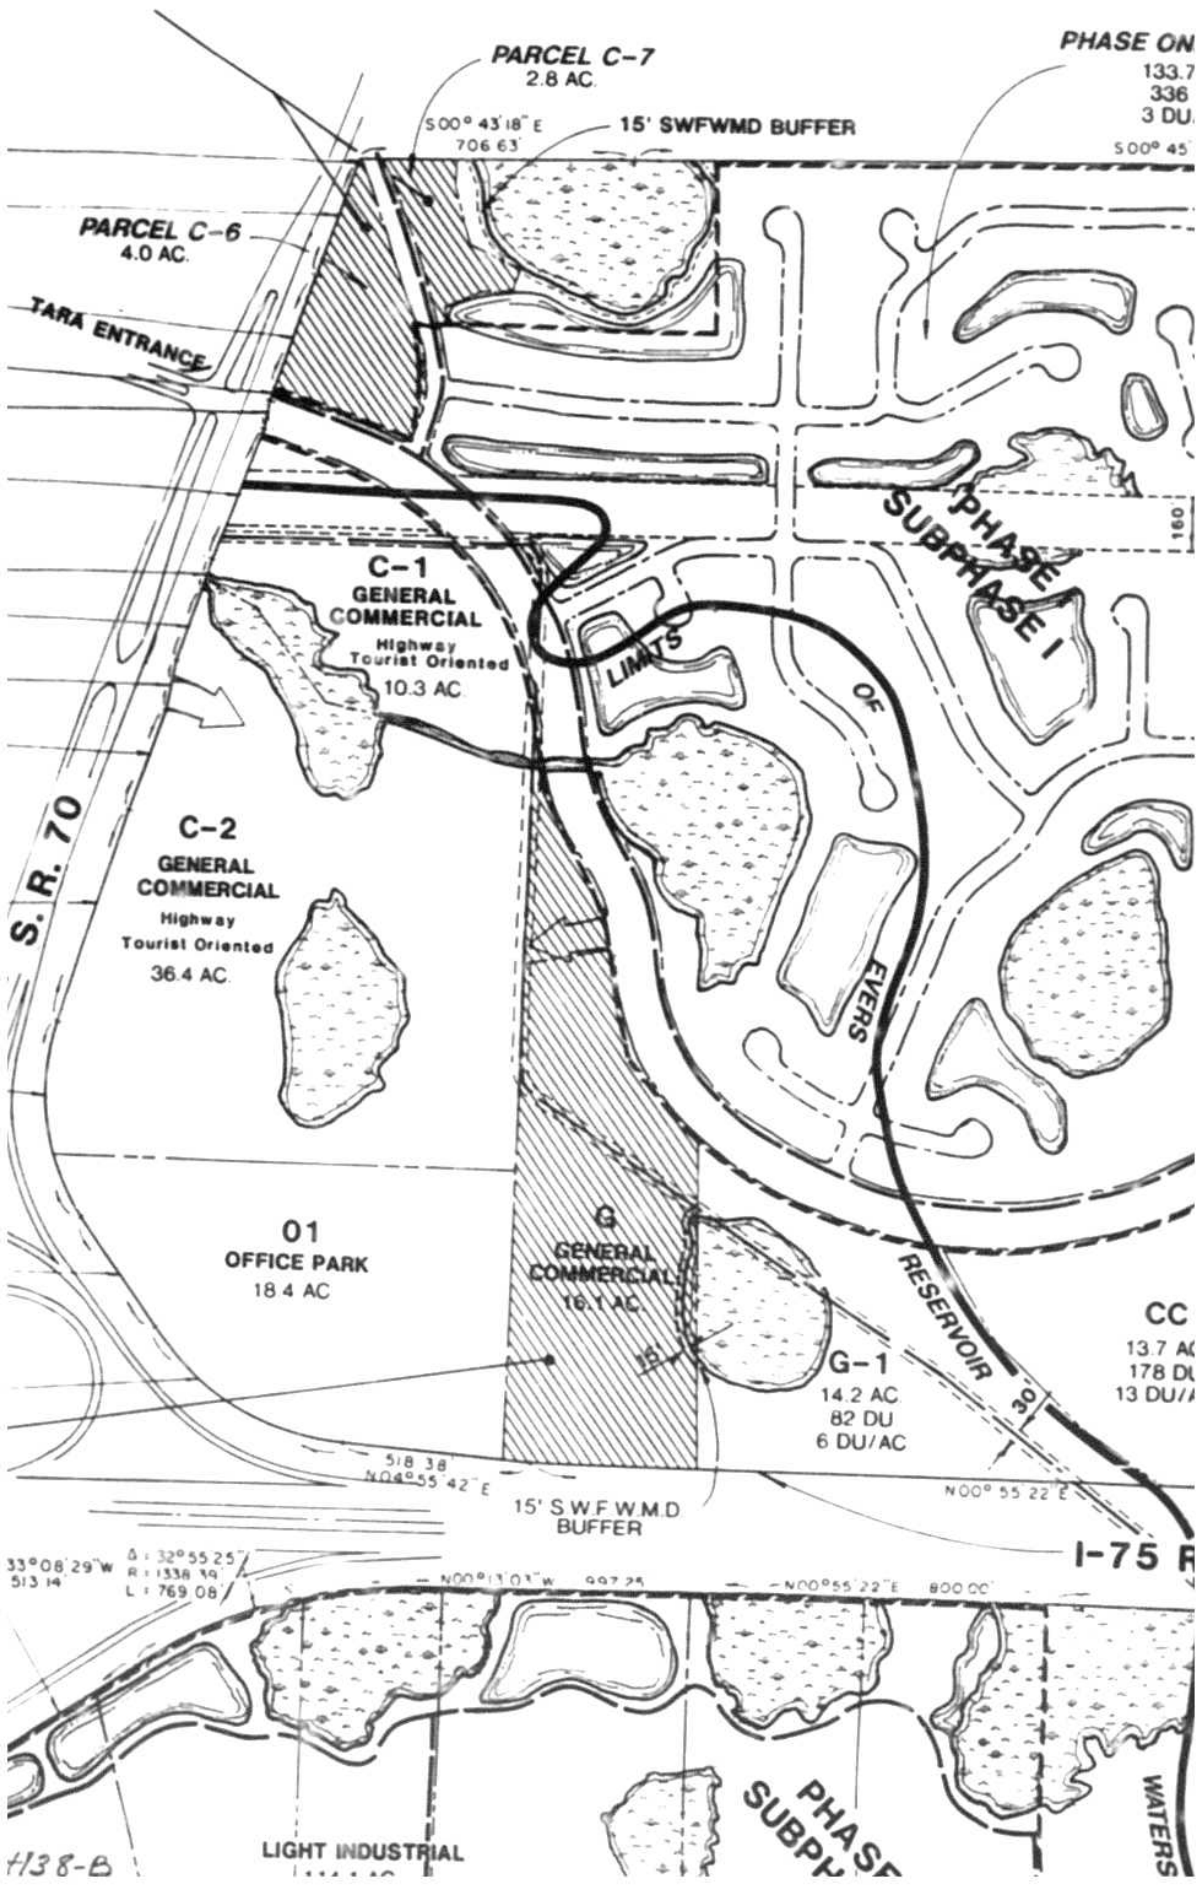 PARCEL C-7
2.8 AC.
PHASE ON
133.7
336
3 DU
S00° 45'
S00° 43' 18" E
706 63'
15' SWFWMD BUFFER
PARCEL C-6
4.0 AC.
TARA ENTRANCE
160'
PHASE
SUBPHASE I
C-1
GENERAL
COMMERCIAL
Highway
Tourist Oriented
10.3 AC.
LIMITS
OF
EVERS
RESERVOIR
S. R. 70
C-2
GENERAL
COMMERCIAL
Highway
Tourist Oriented
36.4 AC.
O1
OFFICE PARK
18.4 AC
G
GENERAL
COMMERCIAL
16.1 AC.
15'
G-1
14.2 AC.
82 DU
6 DU/AC
CC
13.7 AC
178 DU
13 DU/A
30'
518 38'
N04° 55' 42" E
N00° 55' 22" E
15' S.W.F.W.M.D
BUFFER
I-75 R
33° 08' 29" W
513 14'
Δ = 32° 55' 25"
R = 1338 39'
L = 769 08'
N00° 13' 03" W 997.25
N00° 55' 22" E 800.00'
PHASE
SUBPH
WATERS
LIGHT INDUSTRIAL
H38-B